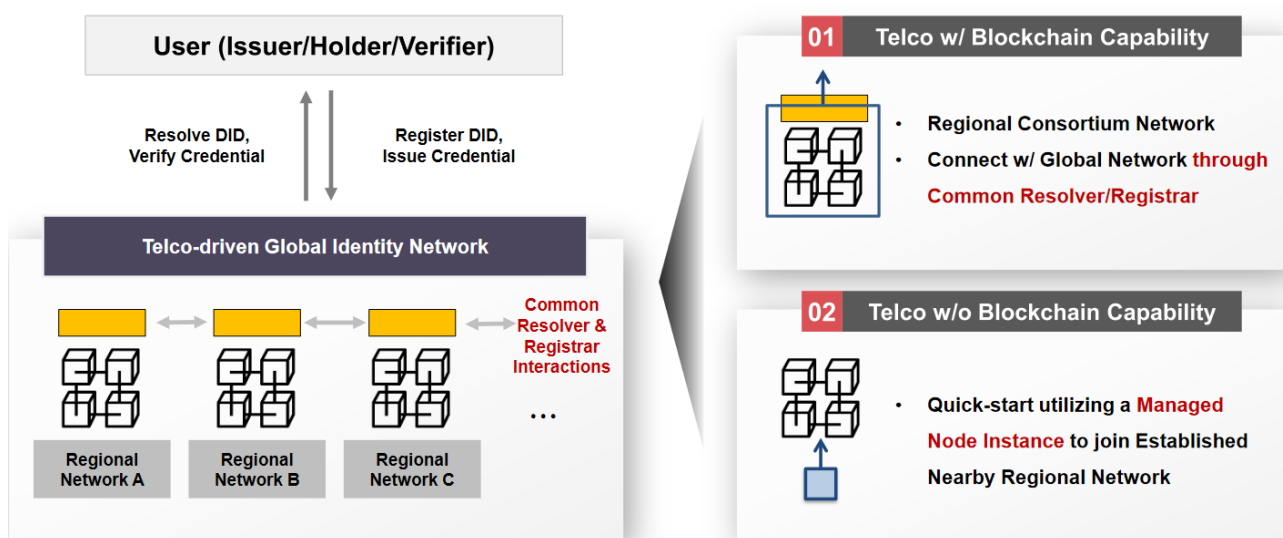 User (Issuer/Holder/Verifier)
Resolve DID,
Verify Credential
Register DID,
Issue Credential
Telco-driven Global Identity Network
Common
Resolver &
Registrar
Interactions
...
Regional
Network A
Regional
Network B
Regional
Network C
01 Telco w/ Blockchain Capability
• Regional Consortium Network
• Connect w/ Global Network through
Common Resolver/Registrar
02 Telco w/o Blockchain Capability
• Quick-start utilizing a Managed
Node Instance to join Established
Nearby Regional Network